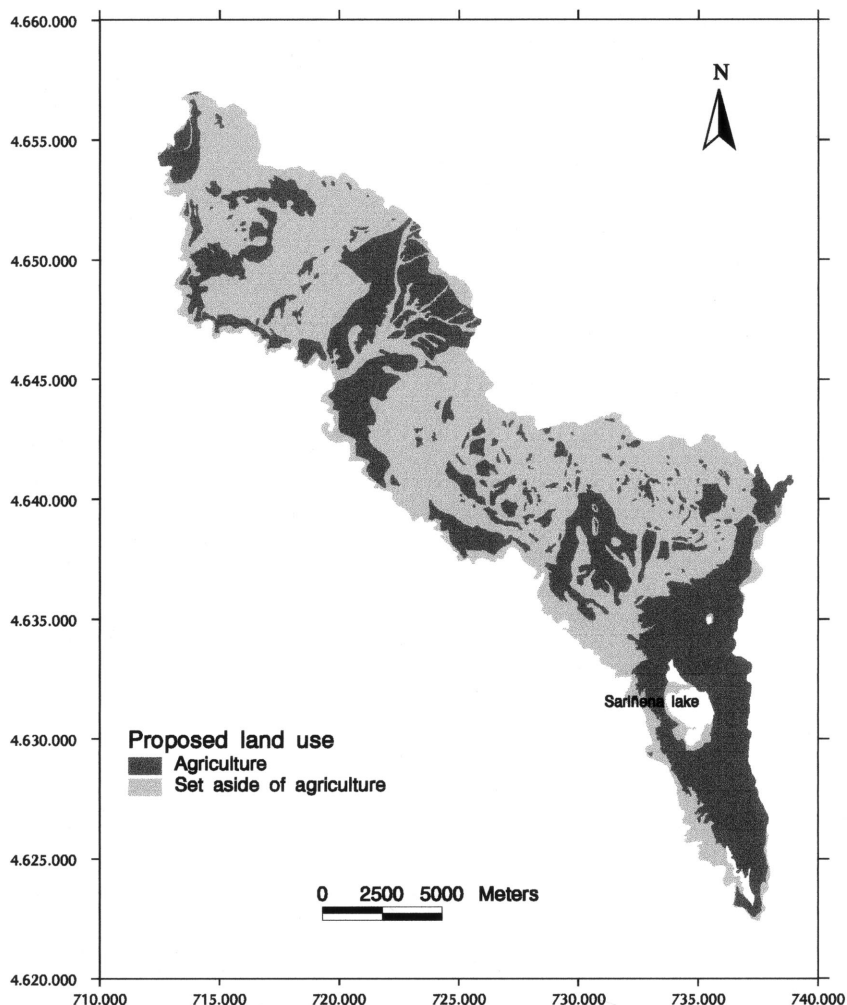 4.660.000
N
4.655.000
4.650.000
4.645.000
4.640.000
4.635.000
Sariñena lake
4.630.000
Proposed land use
Agriculture
Set aside of agriculture
4.625.000
0 2500 5000 Meters
4.620.000
710.000 715.000 720.000 725.000 730.000 735.000 740.000